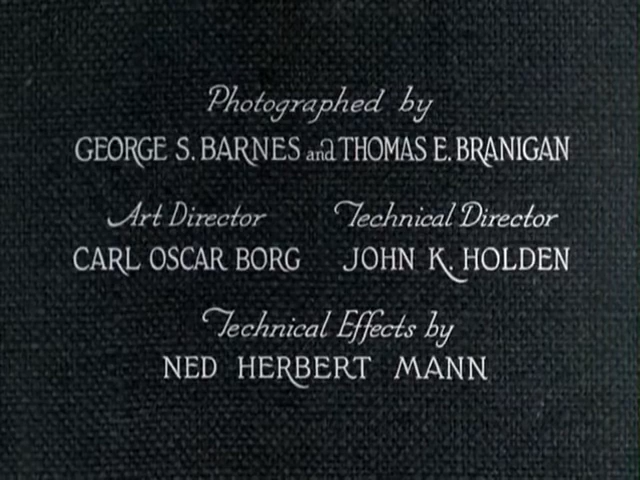 Photographed by
GEORGE S. BARNES and THOMAS E. BRANIGAN
Art Director Technical Director
CARL OSCAR BORG JOHN K. HOLDEN
Technical Effects by
NED HERBERT MANN